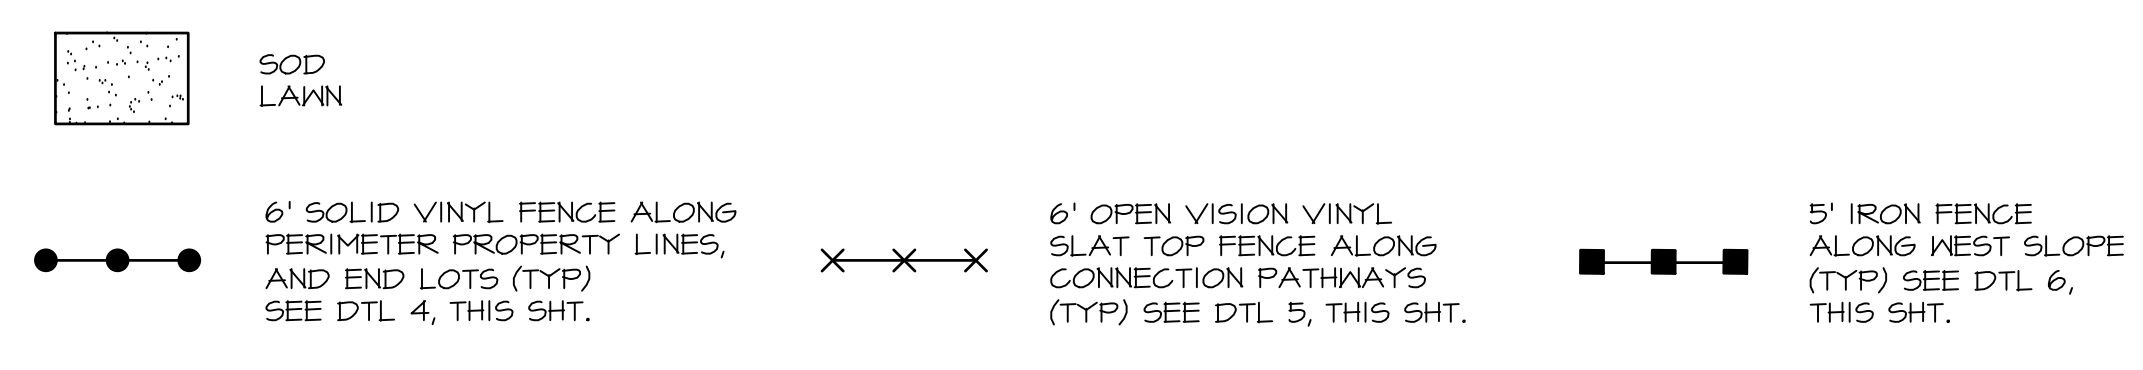 SOD
LAWN
6' SOLID VINYL FENCE ALONG
PERIMETER PROPERTY LINES,
AND END LOTS (TYP)
SEE DTL 4, THIS SHT.
6' OPEN VISION VINYL
SLAT TOP FENCE ALONG
CONNECTION PATHWAYS
(TYP) SEE DTL 5, THIS SHT.
5' IRON FENCE
ALONG WEST SLOPE
(TYP) SEE DTL 6,
THIS SHT.